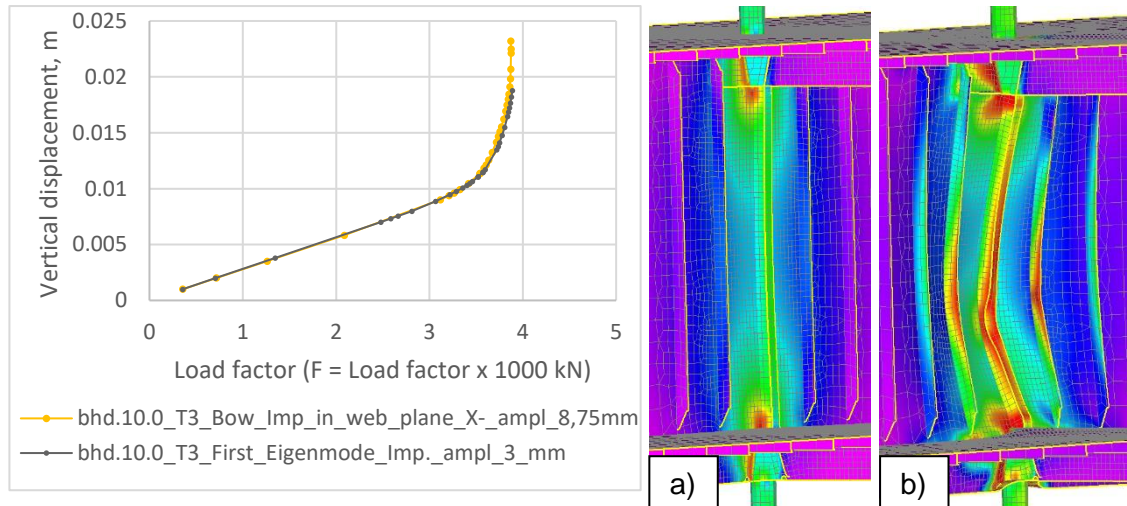 0.025
0.02
0.015
0.01
0.005
0
Vertical displacement, m
0 1 2 3 4 5
Load factor (F = Load factor x 1000 kN)
bhd.10.0_T3_Bow_Imp_in_web_plane_X-_ampl_8,75mm
bhd.10.0_T3_First_Eigenmode_Imp._ampl_3_mm
a)
b)